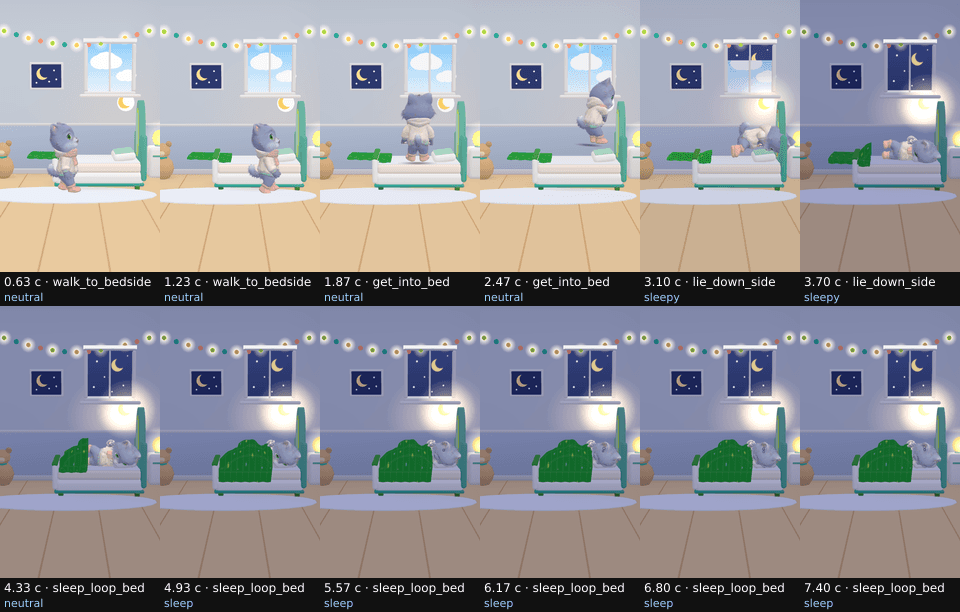 0.63 с · walk_to_bedside
neutral
1.23 с · walk_to_bedside
neutral
1.87 с · get_into_bed
neutral
2.47 с · get_into_bed
neutral
3.10 с · lie_down_side
sleepy
3.70 с · lie_down_side
sleepy
4.33 с · sleep_loop_bed
neutral
4.93 с · sleep_loop_bed
sleep
5.57 с · sleep_loop_bed
sleep
6.17 с · sleep_loop_bed
sleep
6.80 с · sleep_loop_bed
sleep
7.40 с · sleep_loop_bed
sleep